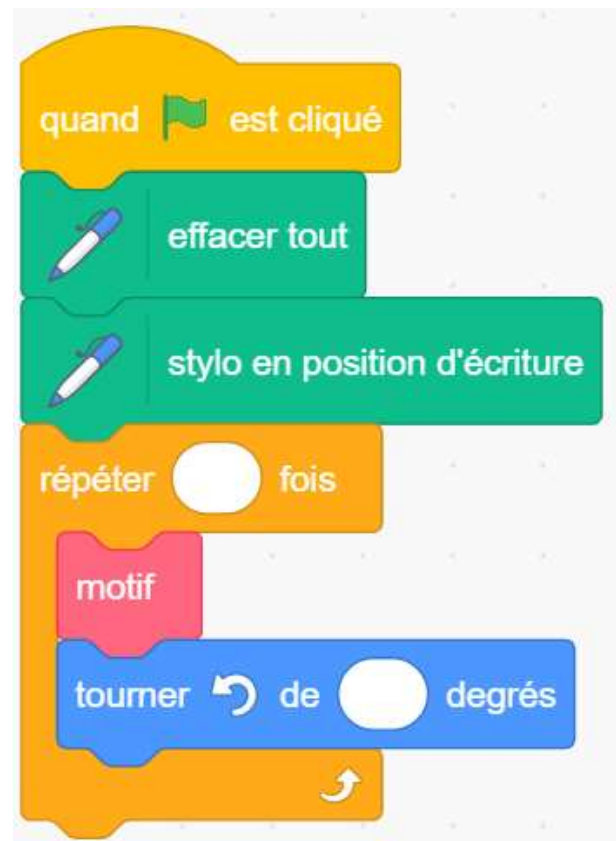 quand est cliqué
effacer tout
stylo en position d'écriture
répéter fois
motif
tourner de degrés